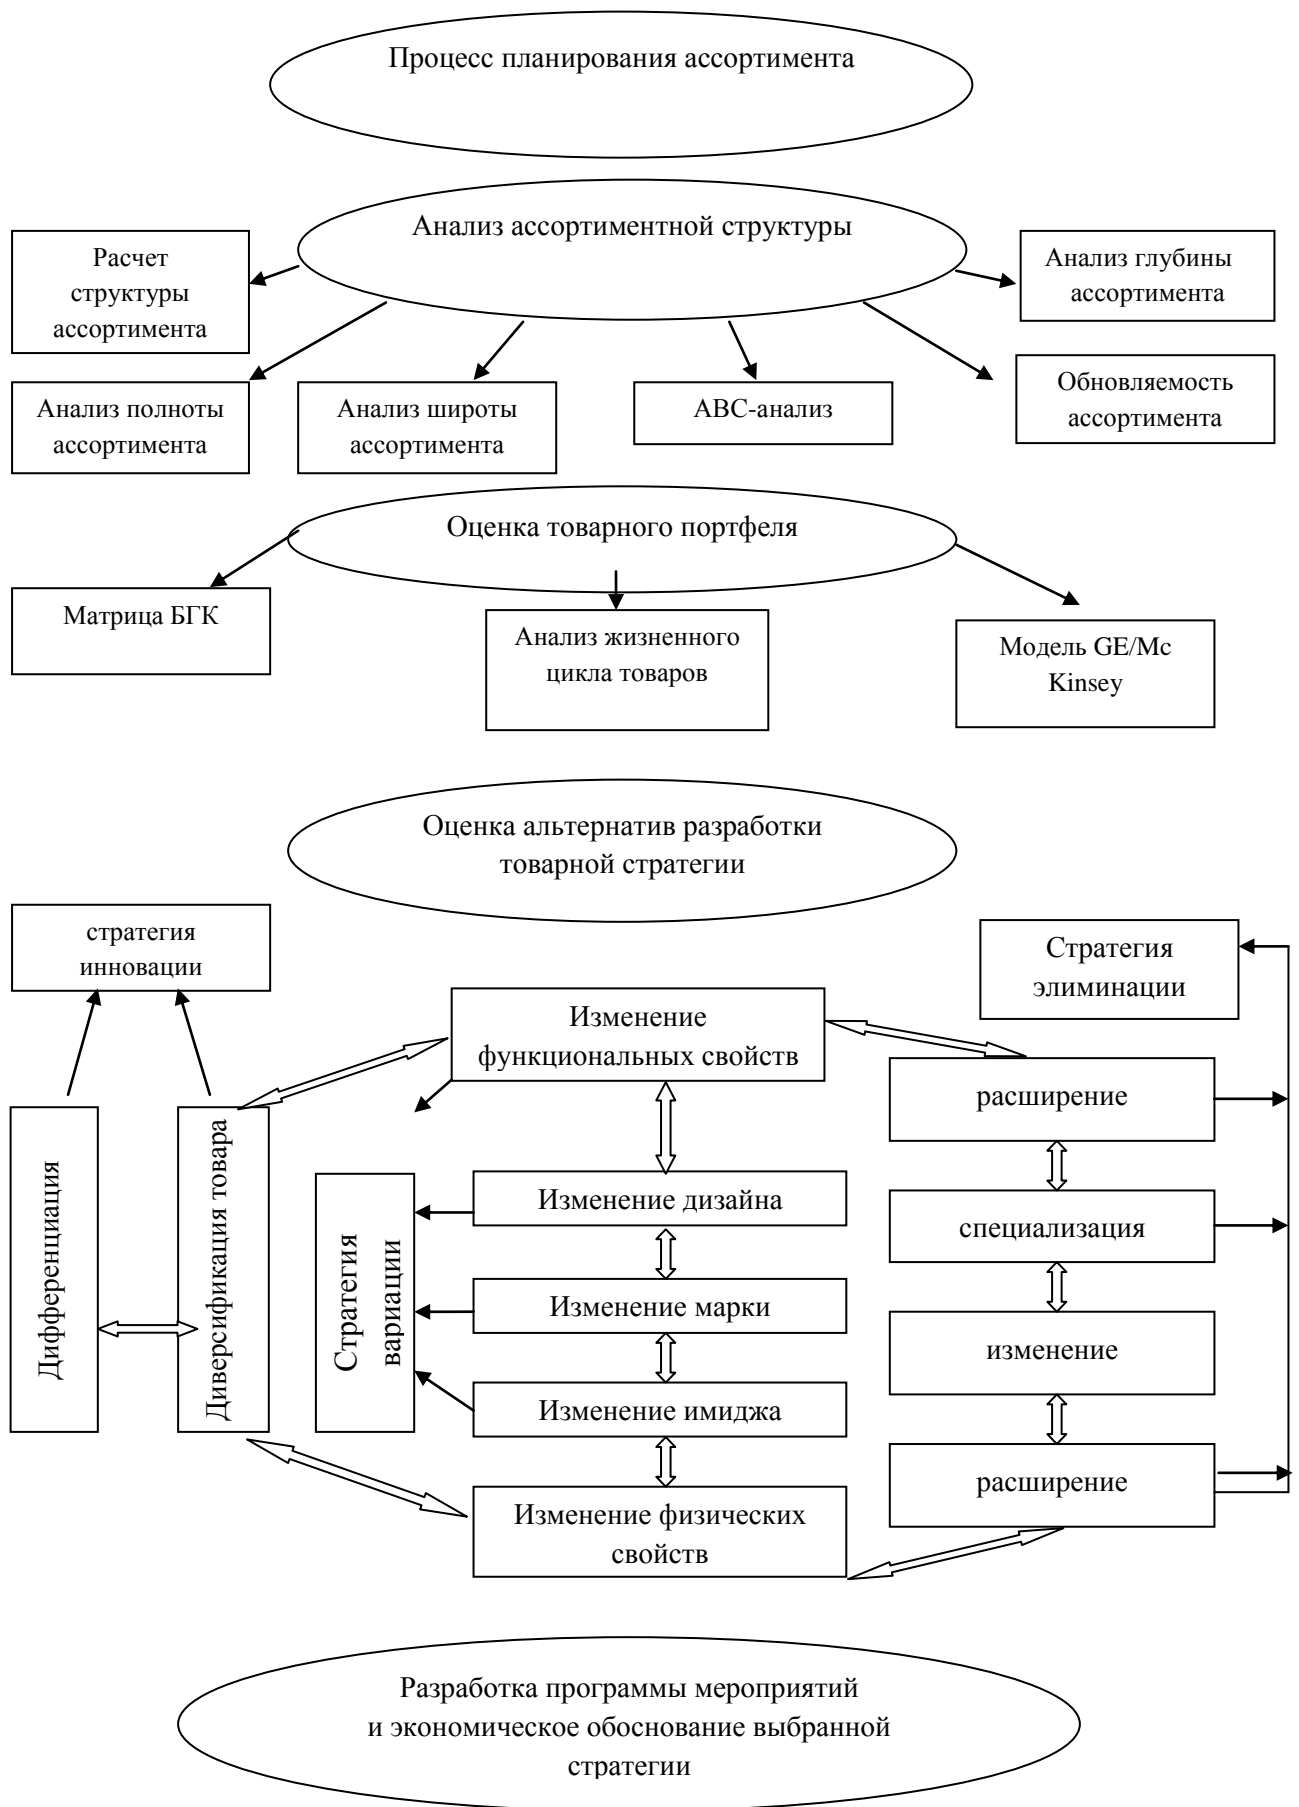 Процесс планирования ассортимента
Анализ ассортиментной структуры
Расчет
структуры
ассортимента
Анализ глубины
ассортимента
Анализ полноты
ассортимента
Анализ широты
ассортимента
АВС-анализ
Обновляемость
ассортимента
Оценка товарного портфеля
Матрица БГК
Анализ жизненного
цикла товаров
Модель GE/Mc
Kinsey
Оценка альтернатив разработки
товарной стратегии
стратегия
инновации
Стратегия
элиминации
Изменение
функциональных свойств
расширение
Дифференциация
Диверсификация товара
Стратегия
вариации
Изменение дизайна
специализация
Изменение марки
изменение
Изменение имиджа
расширение
Изменение физических
свойств
Разработка программы мероприятий
и экономическое обоснование выбранной
стратегии